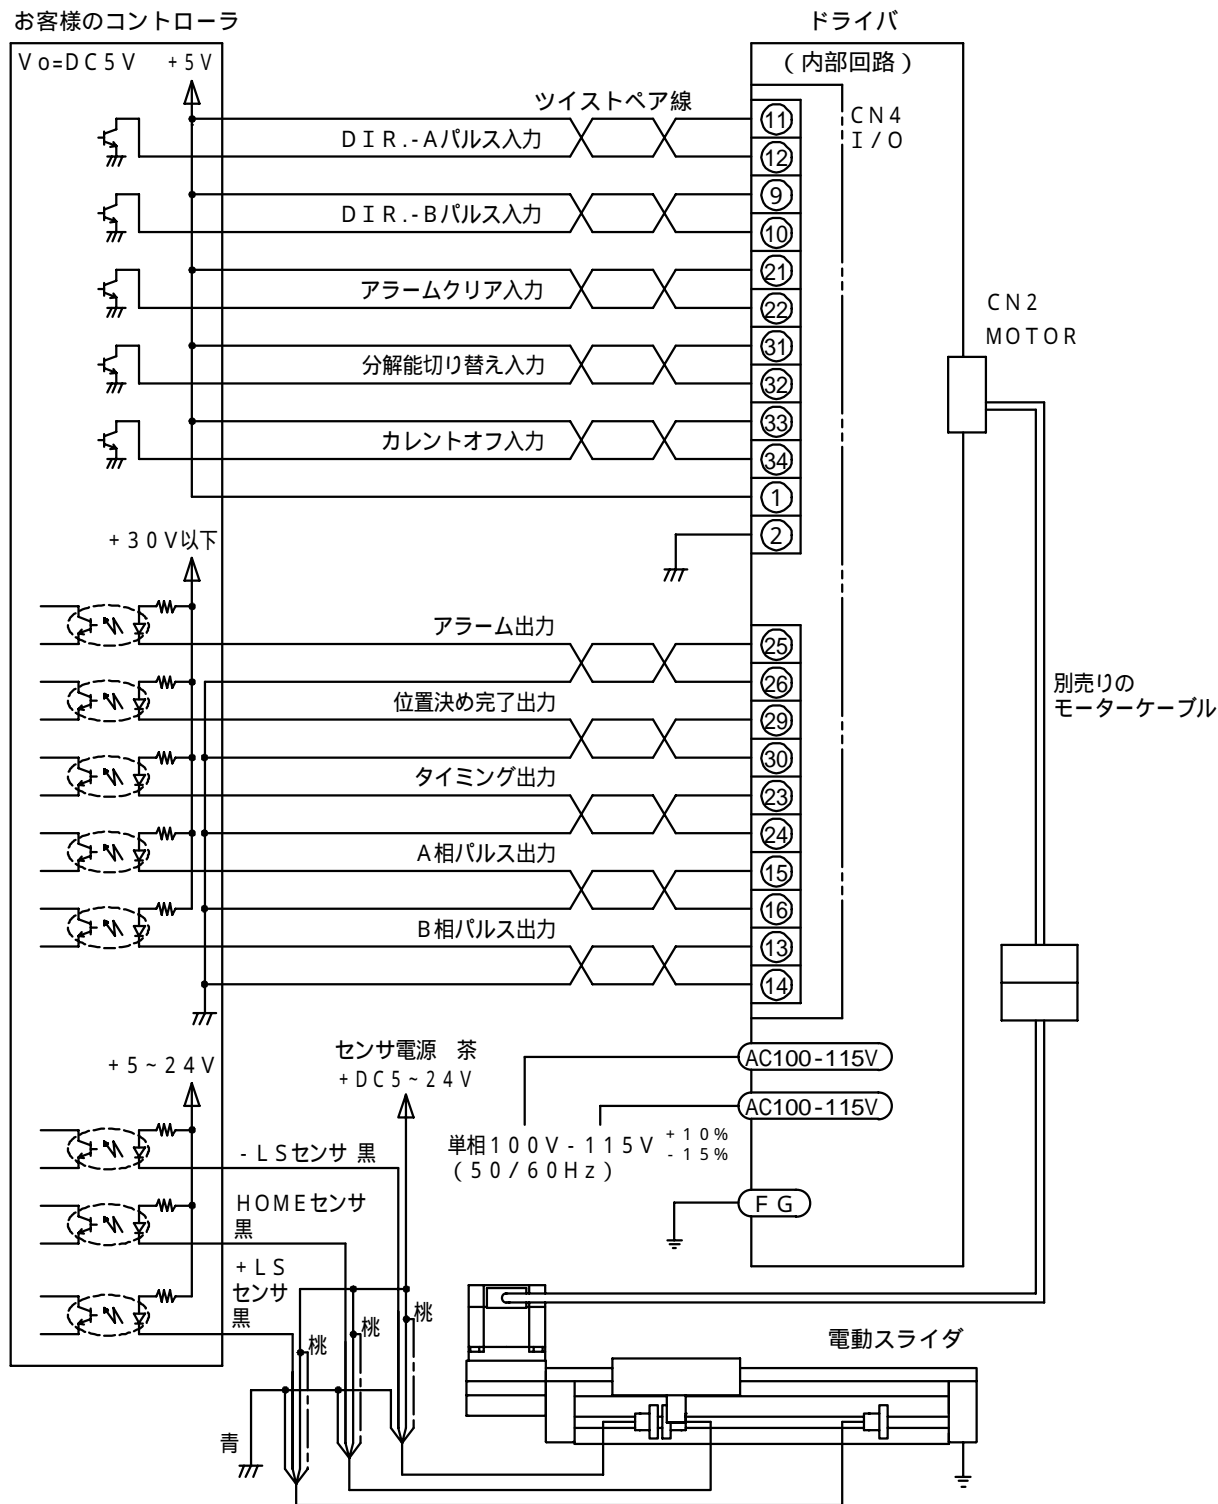 お客様のコントローラ
ドライバ
Vo=DC5V
+5V
(内部回路)
ツイストペア線
CN4
I/O
DIR.-Aパルス入力
11
12
DIR.-Bパルス入力
9
10
アラームクリア入力
21
22
分解能切り替え入力
31
32
カレントオフ入力
33
34
1
2
CN2
MOTOR
+30V以下
アラーム出力
25
26
位置決め完了出力
29
30
タイミング出力
23
24
A相パルス出力
15
16
B相パルス出力
13
14
別売りの
モーターケーブル
+5~24V
センサ電源 茶
+DC5~24V
AC100-115V
AC100-115V
単相100V-115V +10%
-15%
(50/60Hz)
FG
-LSセンサ 黒
HOMEセンサ
黒
+LS
センサ
黒
桃
桃
桃
青
電動スライダ